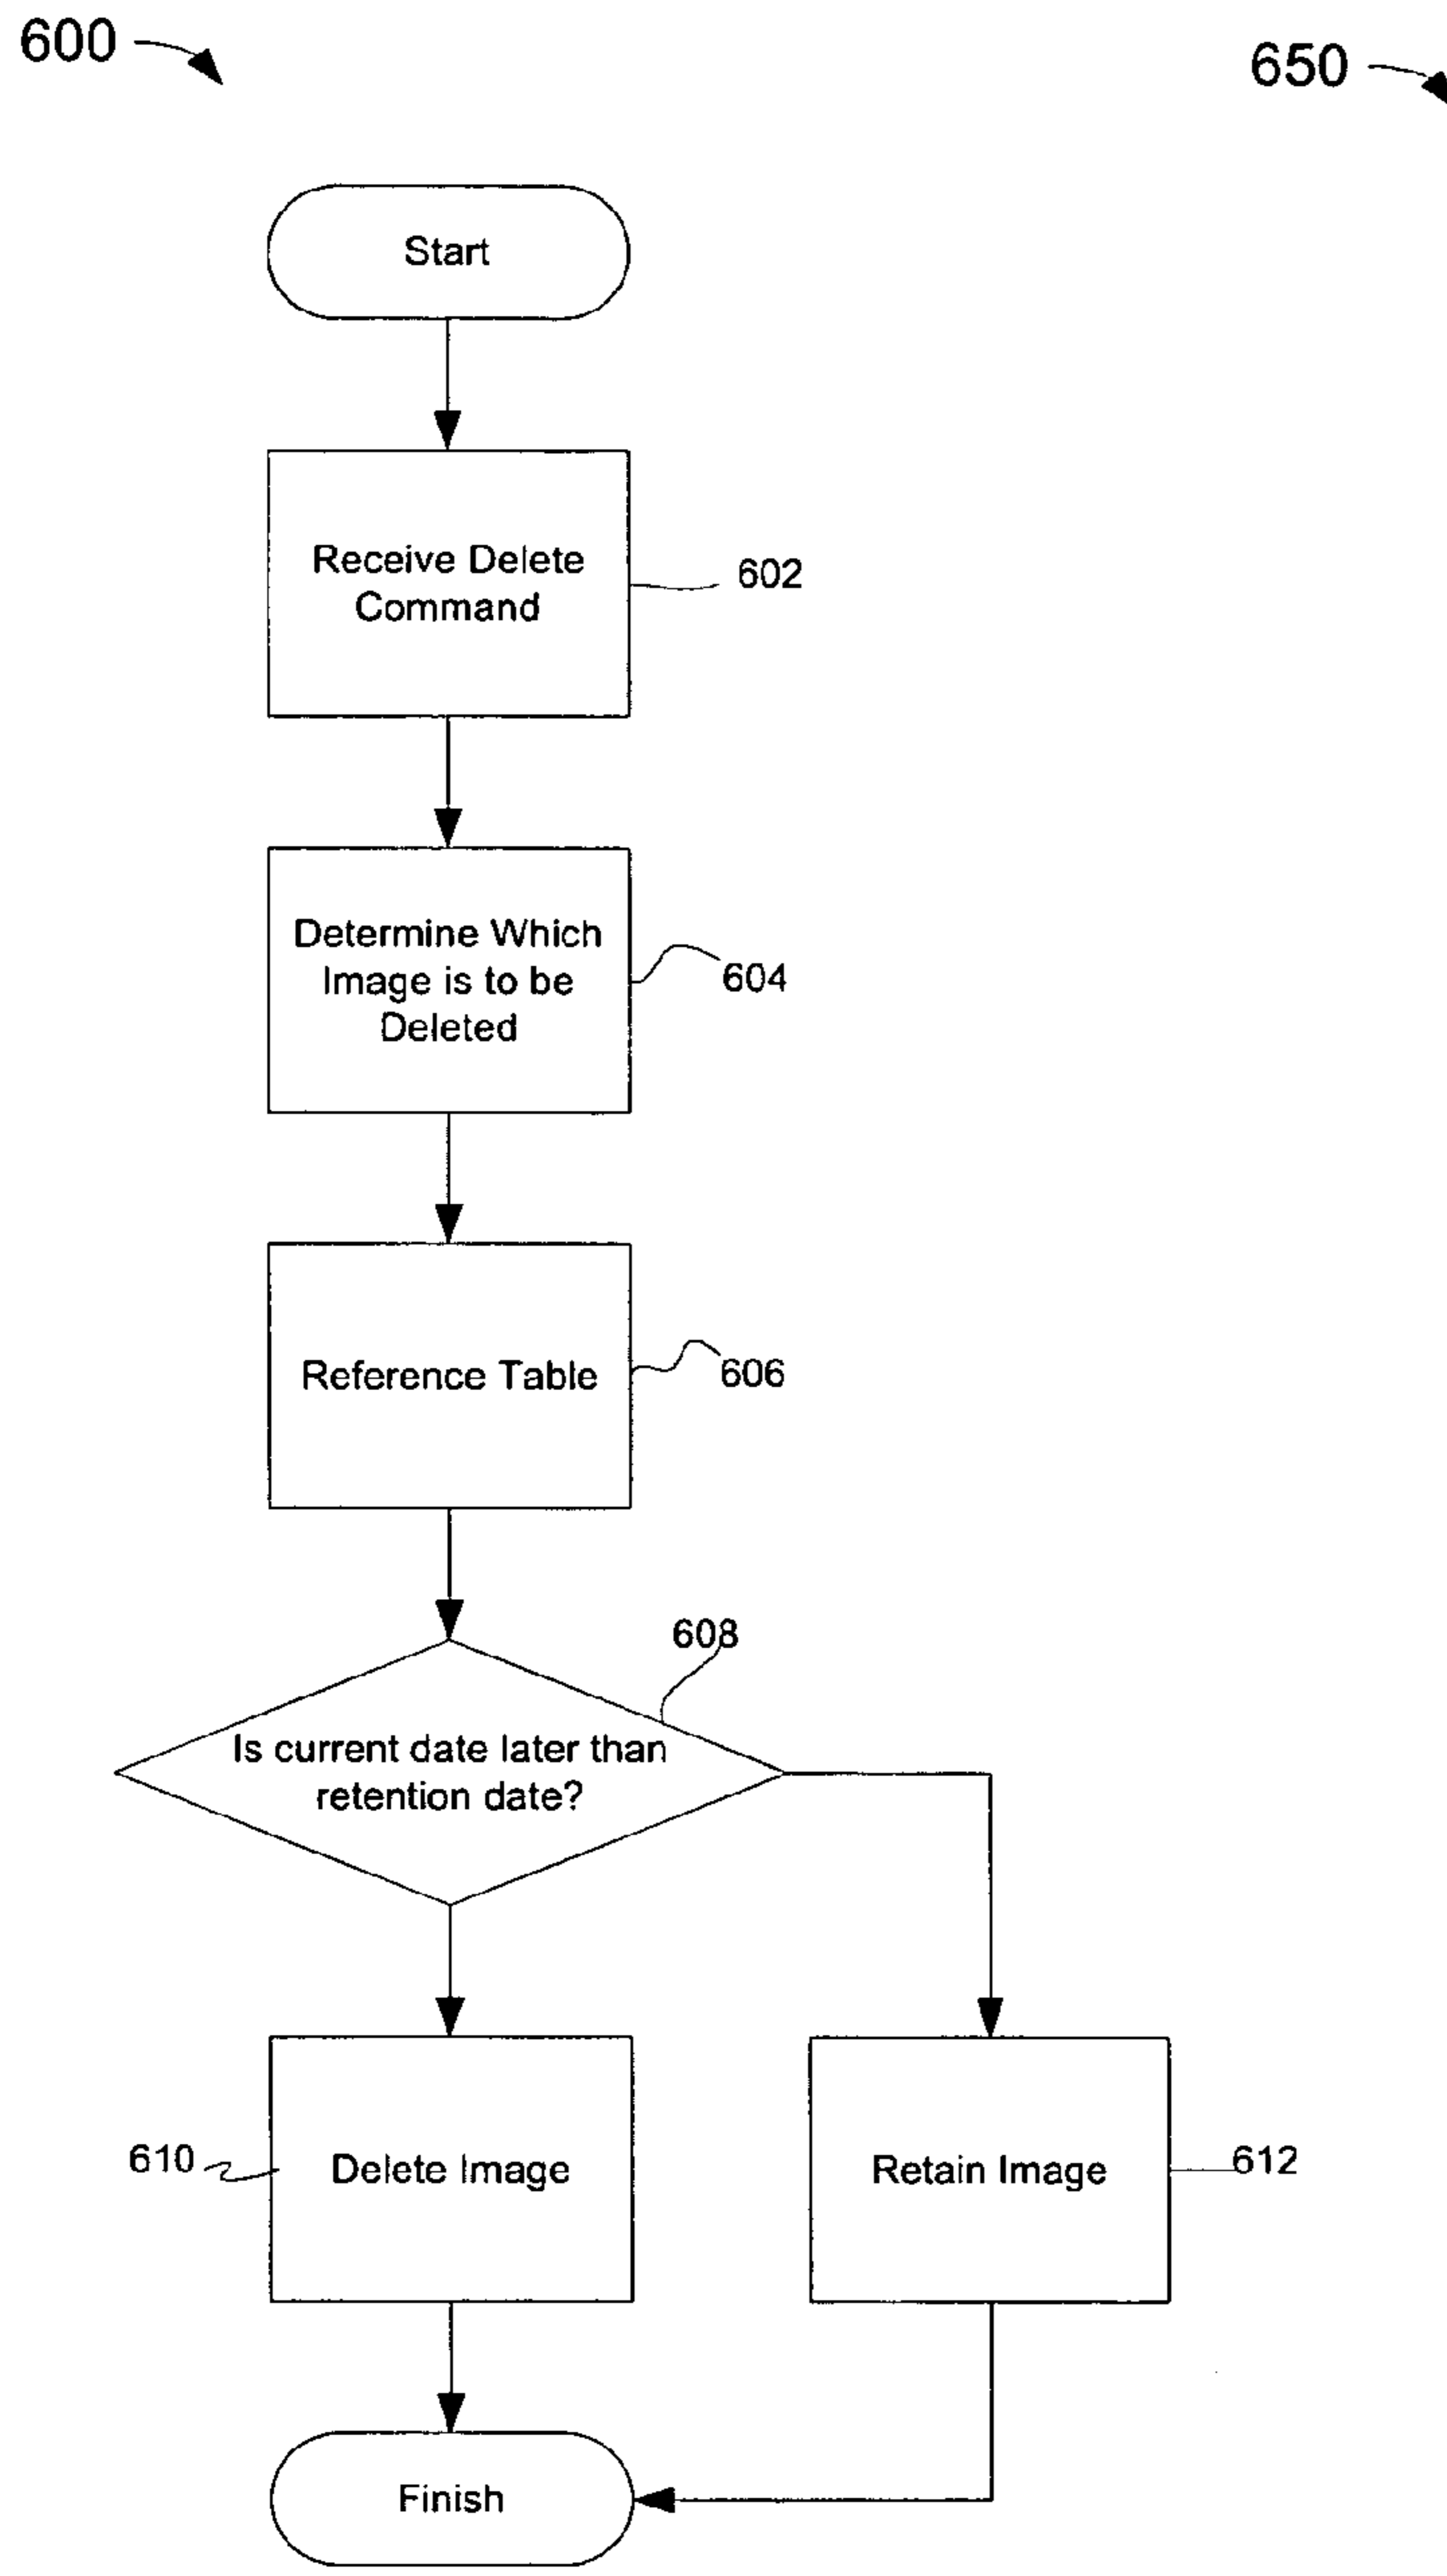 600
650
Start
Receive Delete
Command
602
Determine Which
Image is to be
Deleted
604
Reference Table
606
608
Is current date later than
retention date?
610
Delete Image
Retain Image
612
Finish